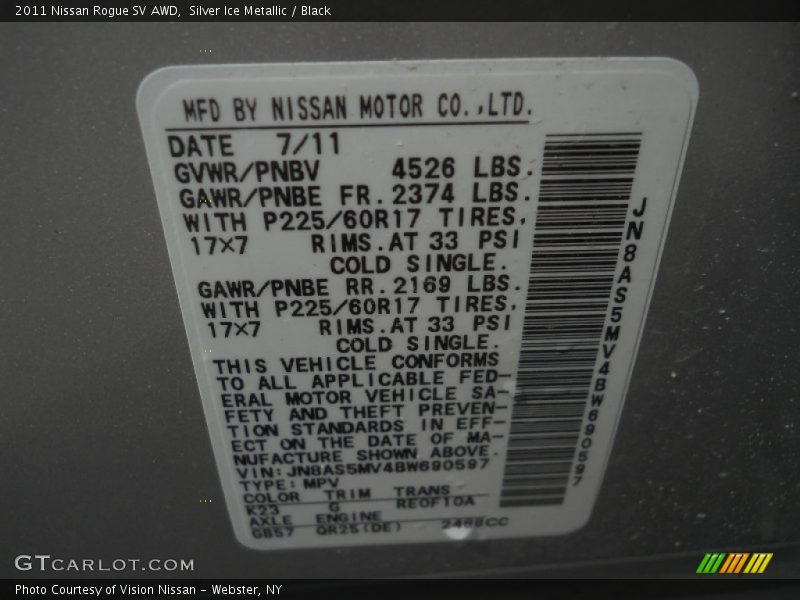 2011 Nissan Rogue SV AWD,  Silver Ice Metallic / Black
MFD BY NISSAN MOTOR CO.,LTD.
DATE 7/11
GVWR/PNBV 4526 LBS.
GAWR/PNBE FR.2374 LBS.
WITH P225/60R17 TIRES,
17×7 RIMS.AT 33 PSI
COLD SINGLE.
GAWR/PNBE RR.2169 LBS.
WITH P225/60R17 TIRES,
17×7 RIMS.AT 33 PSI
COLD SINGLE.
THIS VEHICLE CONFORMS
TO ALL APPLICABLE FED-
ERAL MOTOR VEHICLE SA-
FETY AND THEFT PREVEN-
TION STANDARDS IN EFF-
ECT ON THE DATE OF MA-
NUFACTURE SHOWN ABOVE.
VIN:JN8AS5MV4BW690597
TYPE:MPV
COLOR TRIM TRANS
K23 G RE0F10A
AXLE ENGINE
GB57 QR25(DE) 2488CC
JN8AS5MV4BW690597
GTCARLOT.COM
Photo Courtesy of Vision Nissan - Webster, NY